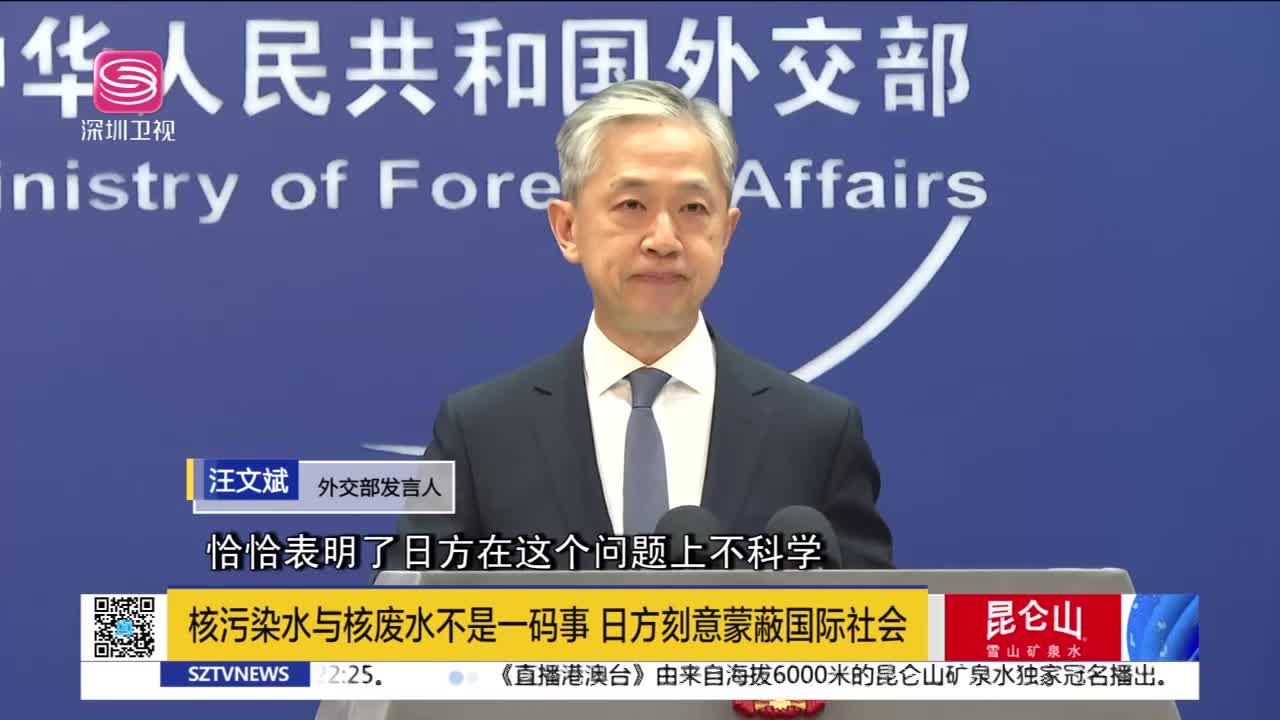 中华人民共和国外交部
深圳卫视
inistry of Fore Affairs
汪文斌 外交部发言人
恰恰表明了日方在这个问题上不科学
核污染水与核废水不是一码事 日方刻意蒙蔽国际社会
昆仑山
雪山矿泉水
SZTVNEWS 22:25。 《直播港澳台》由来自海拔6000米的昆仑山矿泉水独家冠名播出。